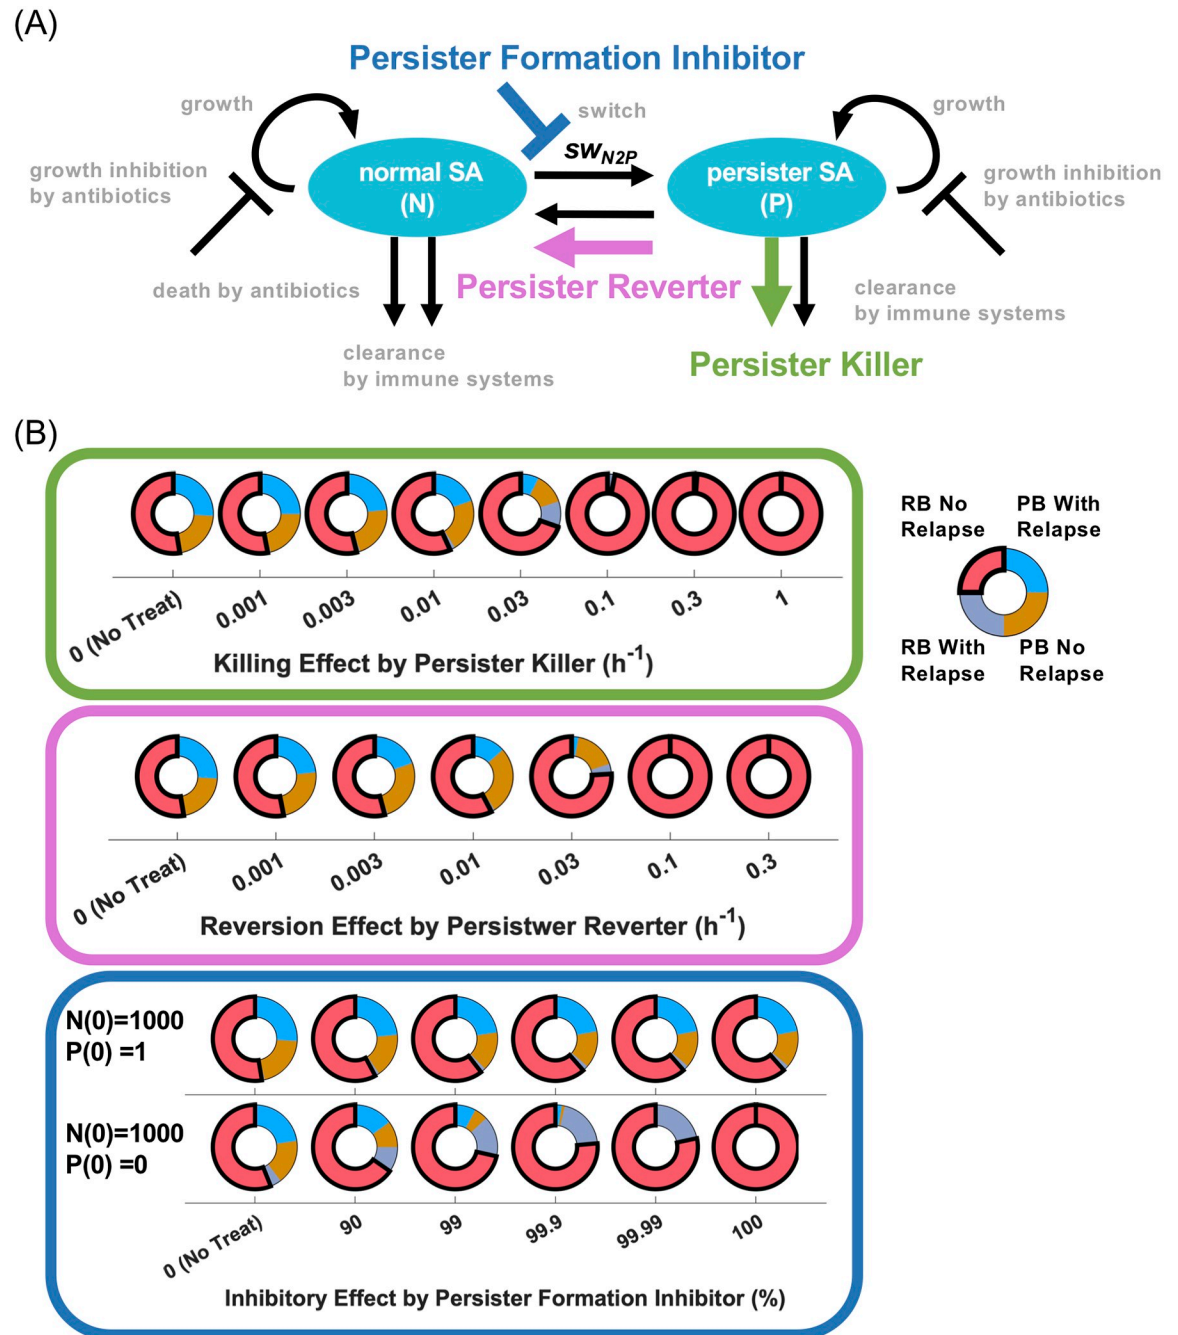 (A)
Persister Formation Inhibitor
growth
switch
growth
swN2P
growth inhibition
by antibiotics
normal SA
(N)
persister SA
(P)
growth inhibition
by antibiotics
death by antibiotics
Persister Reverter
clearance
by immune systems
clearance
by immune systems
Persister Killer
(B)
RB No
Relapse
PB With
Relapse
RB With
Relapse
PB No
Relapse
0 (No Treat)
0.001
0.003
0.01
0.03
0.1
0.3
1
Killing Effect by Persister Killer (h-1)
0 (No Treat)
0.001
0.003
0.01
0.03
0.1
0.3
Reversion Effect by Persistwer Reverter (h-1)
N(0)=1000
P(0) =1
N(0)=1000
P(0) =0
0 (No Treat)
90
99
99.9
99.99
100
Inhibitory Effect by Persister Formation Inhibitor (%)